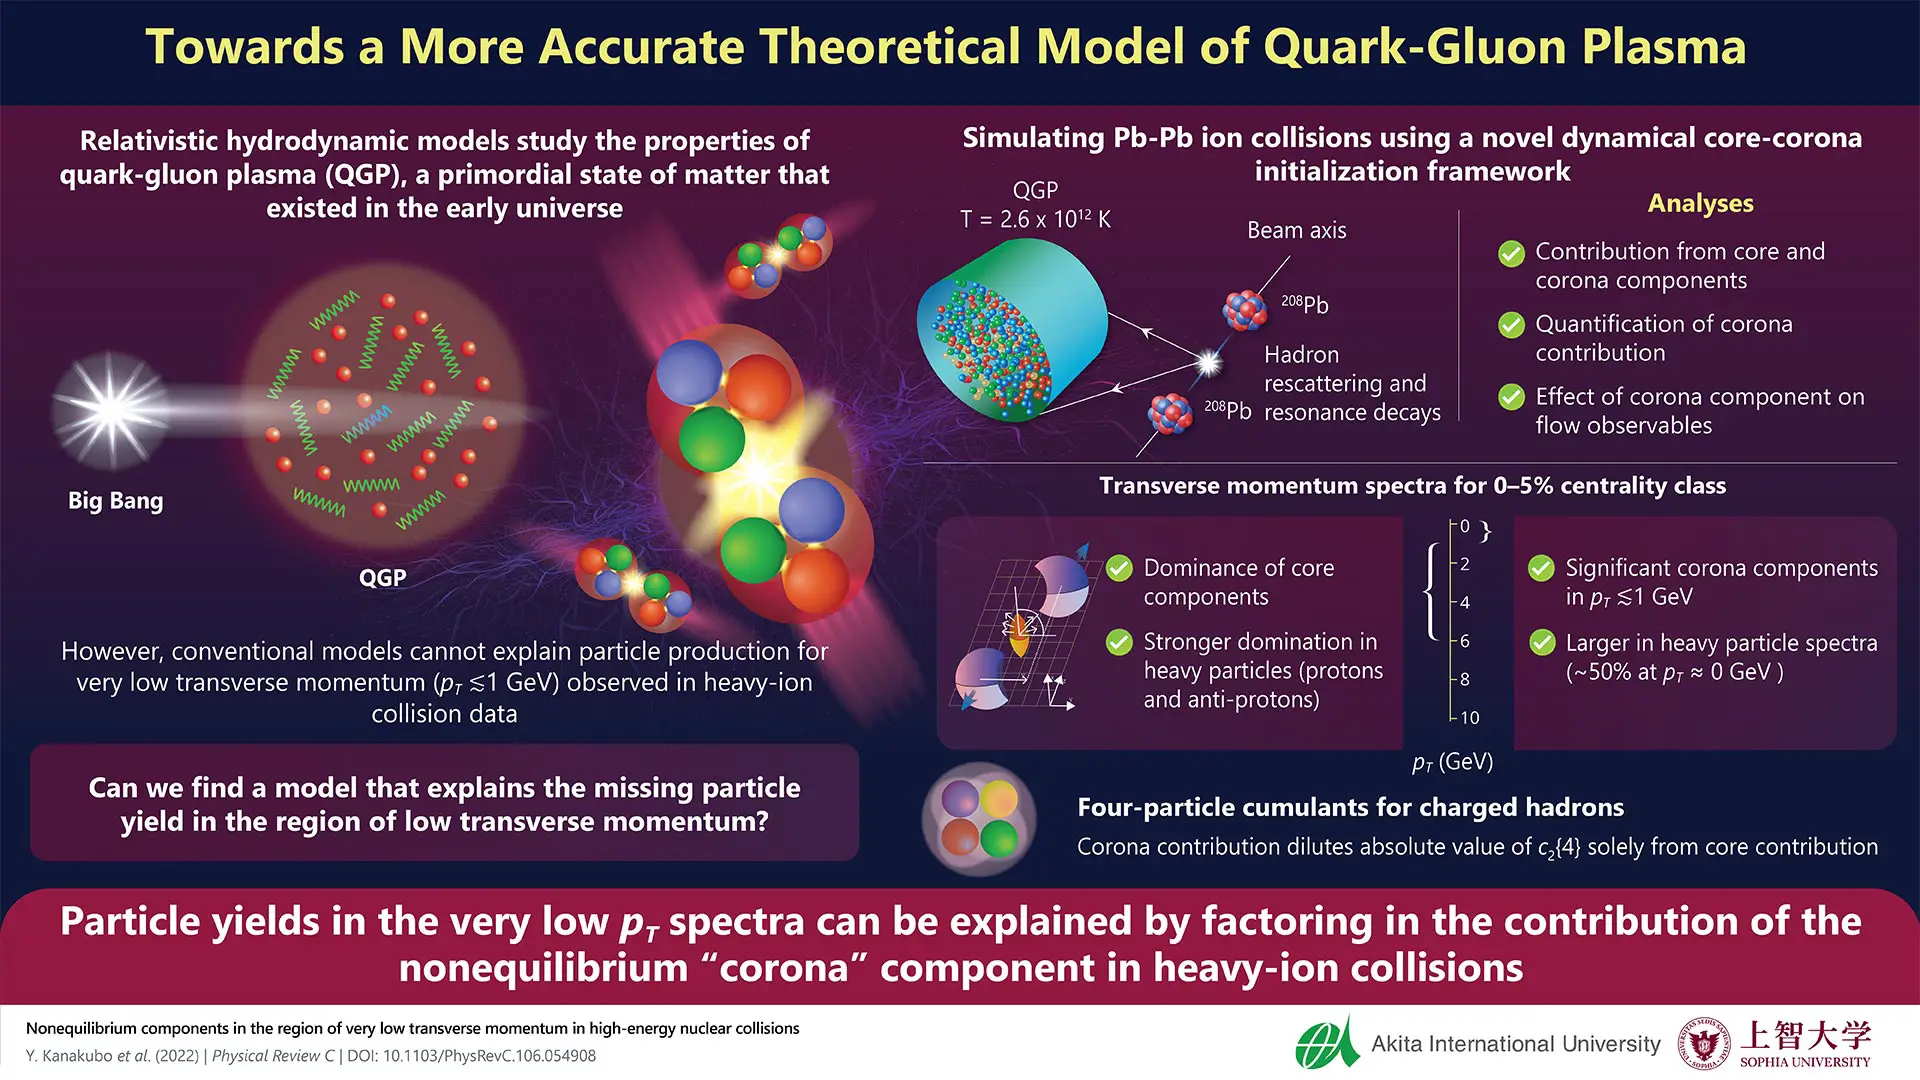 Towards a More Accurate Theoretical Model of Quark-Gluon Plasma
Relativistic hydrodynamic models study the properties of
quark-gluon plasma (QGP), a primordial state of matter that
existed in the early universe
Big Bang
QGP
However, conventional models cannot explain particle production for
very low transverse momentum (pT ≲1 GeV) observed in heavy-ion
collision data
Can we find a model that explains the missing particle
yield in the region of low transverse momentum?
Simulating Pb-Pb ion collisions using a novel dynamical core-corona
initialization framework
QGP
T = 2.6 x 10¹² K
Beam axis
²⁰⁸Pb
Hadron
rescattering and
resonance decays
²⁰⁸Pb
Analyses
Contribution from core and
corona components
Quantification of corona
contribution
Effect of corona component on
flow observables
Transverse momentum spectra for 0–5% centrality class
Dominance of core
components
Stronger domination in
heavy particles (protons
and anti-protons)
0
2
4
6
8
10
pT (GeV)
Significant corona components
in pT ≲1 GeV
Larger in heavy particle spectra
(~50% at pT ≈ 0 GeV )
Four-particle cumulants for charged hadrons
Corona contribution dilutes absolute value of c₂{4} solely from core contribution
Particle yields in the very low pT spectra can be explained by factoring in the contribution of the
nonequilibrium “corona” component in heavy-ion collisions
Nonequilibrium components in the region of very low transverse momentum in high-energy nuclear collisions
Y. Kanakubo et al. (2022) | Physical Review C | DOI: 10.1103/PhysRevC.106.054908
Akita International University
上智大学
SOPHIA UNIVERSITY